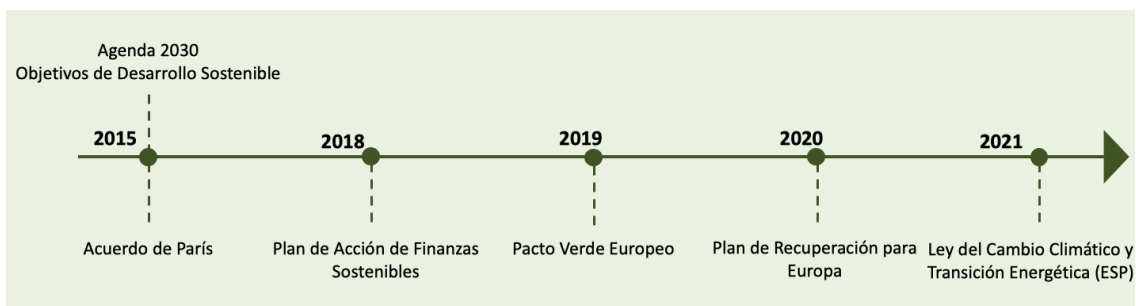 Agenda 2030
Objetivos de Desarrollo Sostenible
2015
2018
2019
2020
2021
Acuerdo de París
Plan de Acción de Finanzas
Sostenibles
Pacto Verde Europeo
Plan de Recuperación para
Europa
Ley del Cambio Climático y
Transición Energética (ESP)